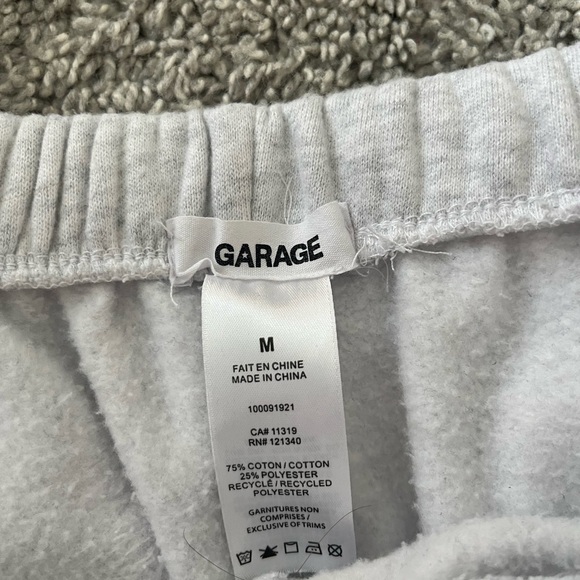 GARAGE
M
FAIT EN CHINE
MADE IN CHINA
100091921
CA# 11319
RN# 121340
75% COTON / COTTON
25% POLYESTER
RECYCLÉ / RECYCLED
POLYESTER
GARNITURES NON
COMPRISES /
EXCLUSIVE OF TRIMS